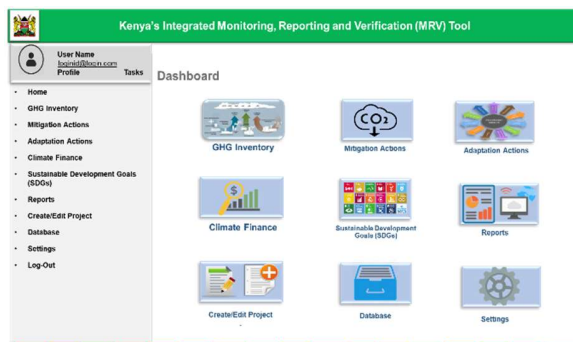 Kenya's Integrated Monitoring, Reporting and Verification (MRV) Tool
User Name
loginid@login.com
Profile Tasks
Dashboard
Home
GHG Inventory
Mitigation Actions
Adaptation Actions
Climate Finance
Sustainable Development Goals
(SDGs)
Reports
Create/Edit Project
Database
Settings
Log-Out
CO2
GHG Inventory
Mitigation Actions
Adaptation Actions
$
Climate Finance
Sustainable Development
Goals (SDGs)
Reports
Create/Edit Project
Database
Settings